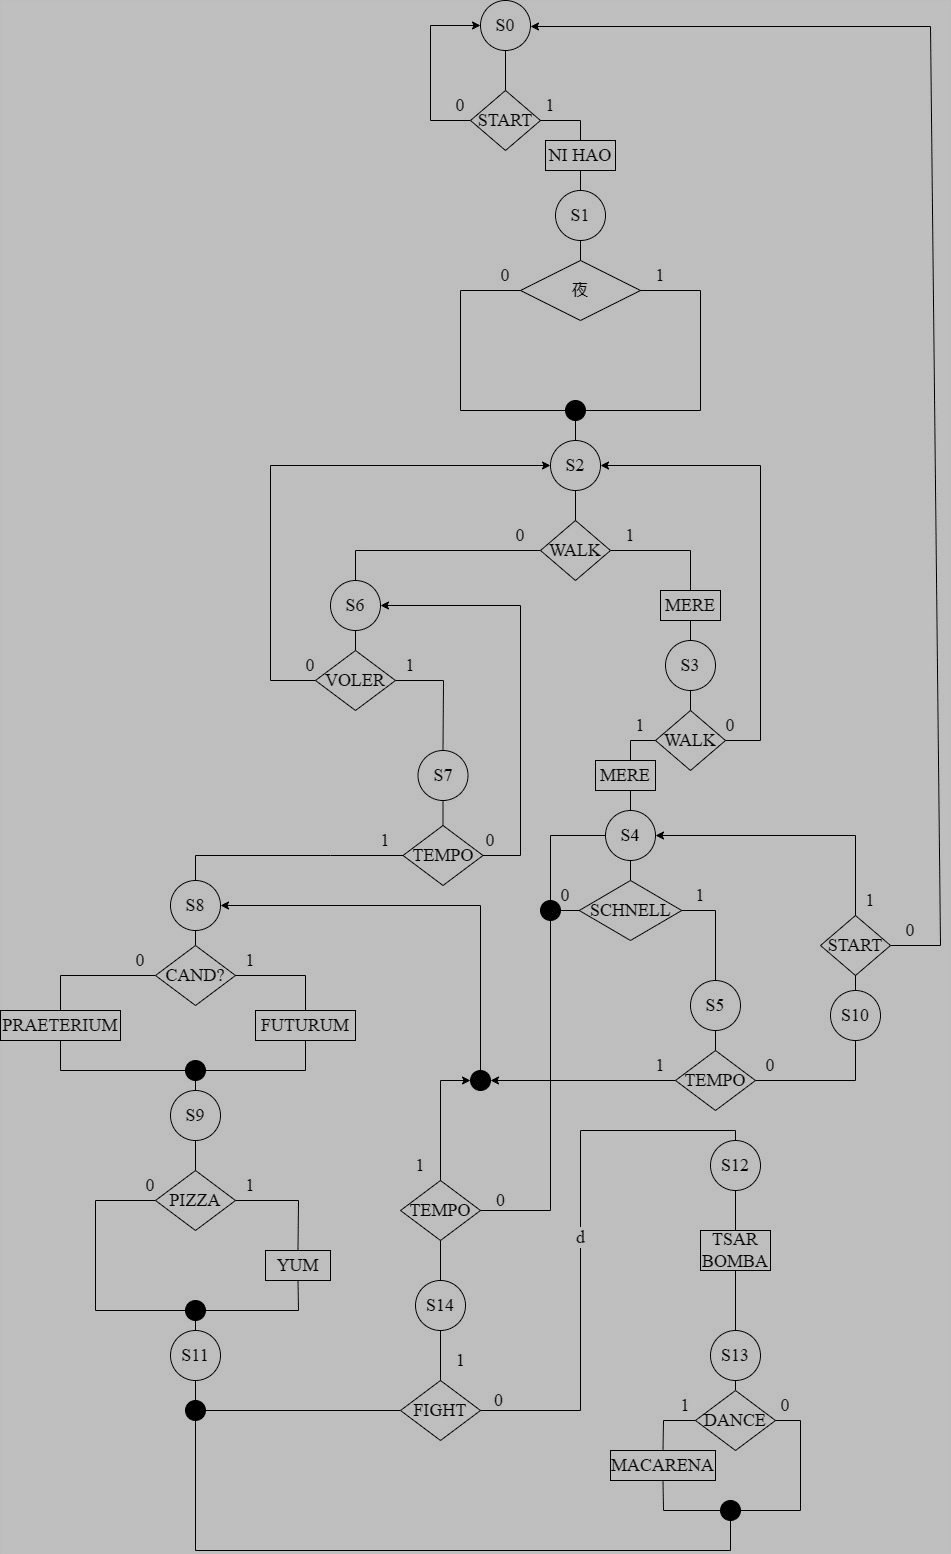 S0
0
1
START
NI HAO
S1
0
1
夜
S2
0
1
WALK
S6
MERE
0
1
S3
VOLER
1
0
WALK
S7
MERE
1
0
S4
TEMPO
0
1
1
S8
SCHNELL
0
0
1
START
CAND?
S5
S10
PRAETERIUM
FUTURUM
1
0
TEMPO
S9
1
S12
0
1
0
PIZZA
TEMPO
d
TSAR
BOMBA
YUM
S14
S11
S13
1
0
1
0
FIGHT
DANCE
MACARENA